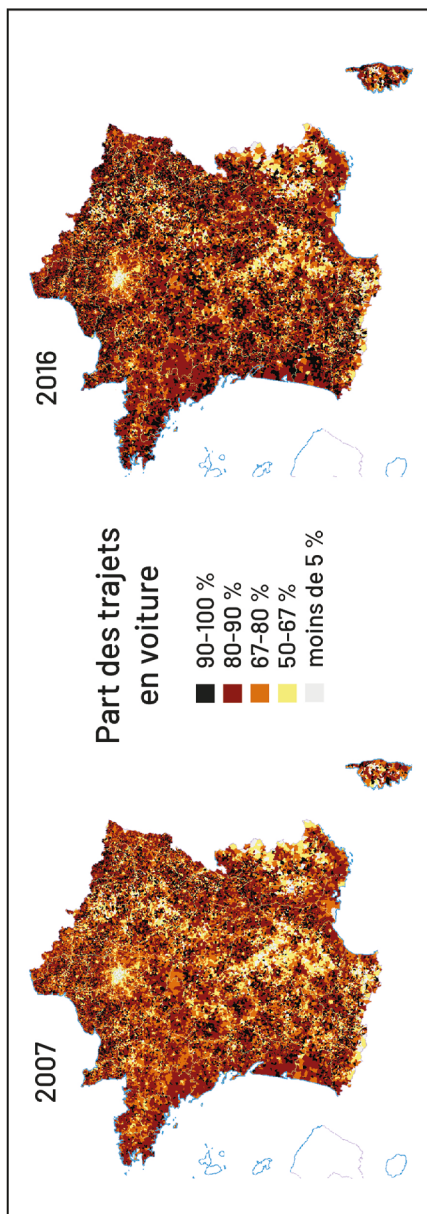 2007
2016
Part des trajets
en voiture
90-100 %
80-90 %
67-80 %
50-67 %
moins de 5 %